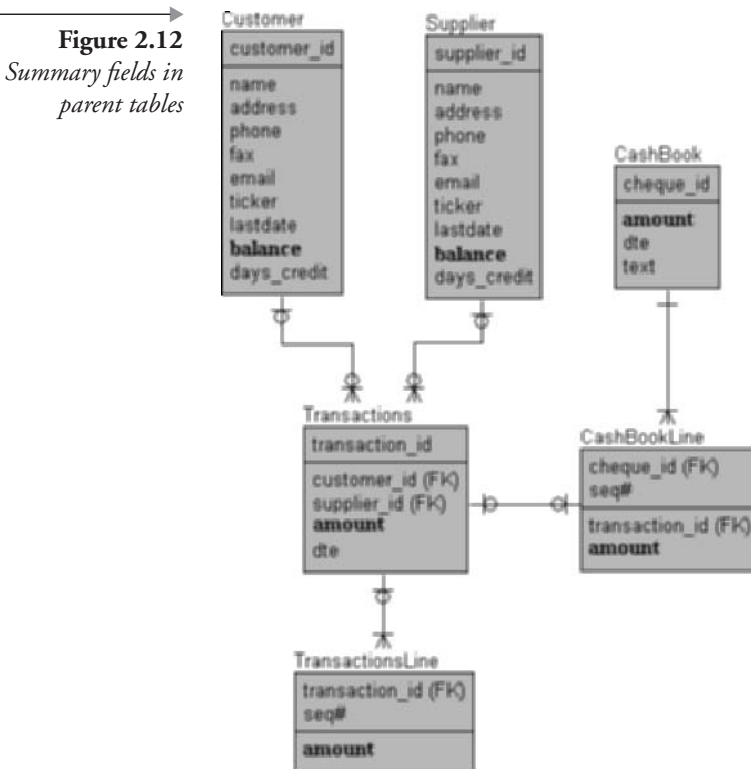 Figure 2.12
Summary fields in
parent tables
Customer
customer_id
name
address
phone
fax
email
ticker
lastdate
balance
days_credit
Supplier
supplier_id
name
address
phone
fax
email
ticker
lastdate
balance
days_credit
CashBook
cheque_id
amount
dte
text
Transactions
transaction_id
customer_id (FK)
supplier_id (FK)
amount
dte
CashBookLine
cheque_id (FK)
seq#
transaction_id (FK)
amount
TransactionsLine
transaction_id (FK)
seq#
amount